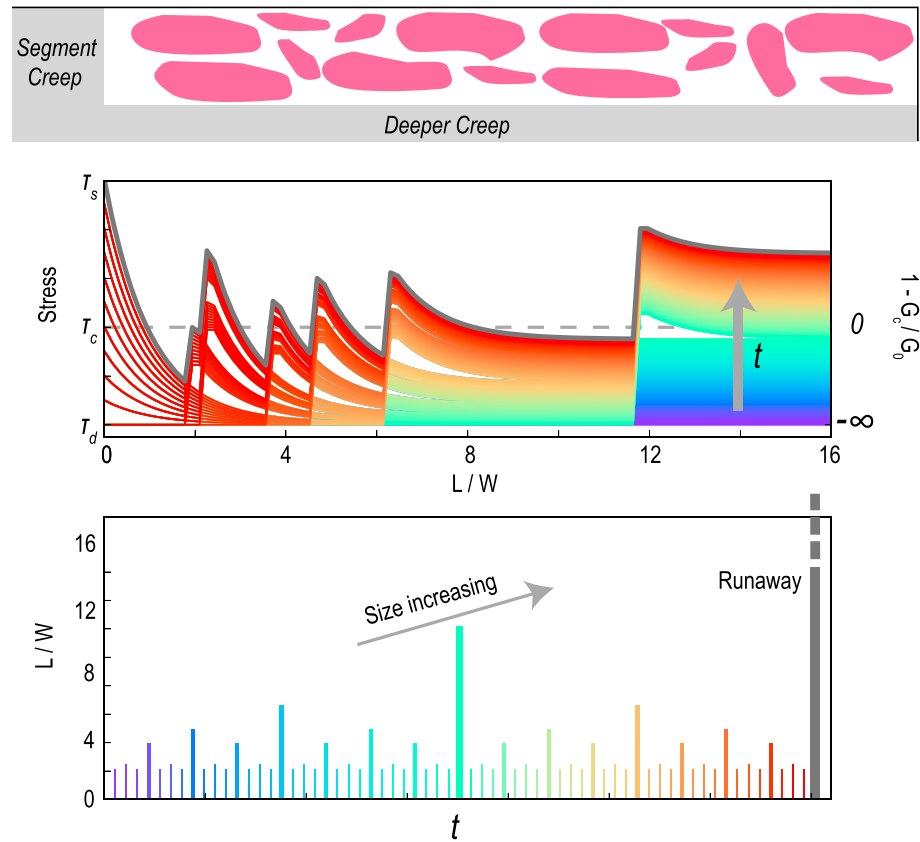 Segment
Creep
Deeper Creep
τs
τc
τd
Stress
0
-∞
1 - Gc / G0
t
0 4 8 12 16
L / W
16
12
8
4
0
L / W
Size increasing
Runaway
t